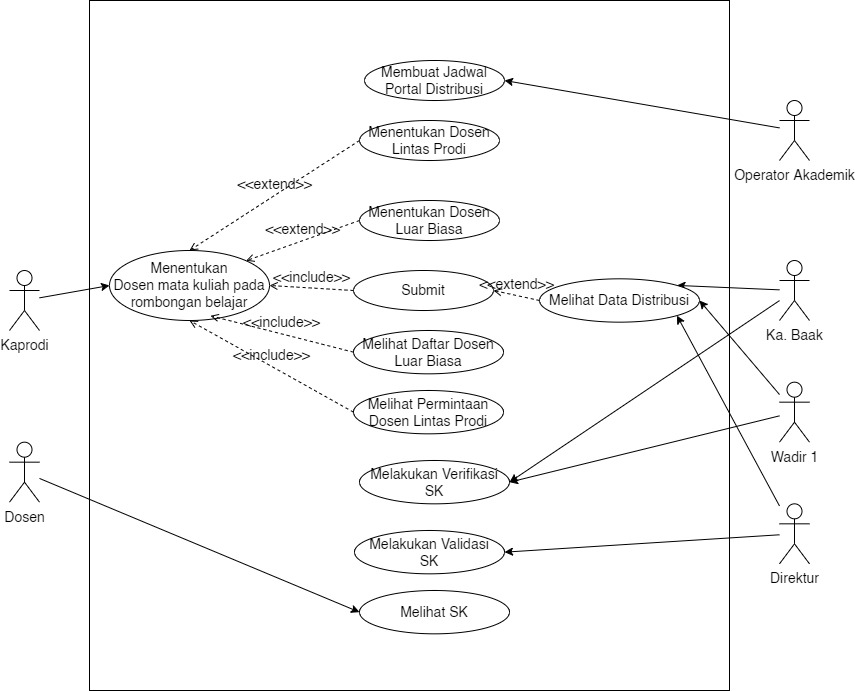 Membuat Jadwal
Portal Distribusi
Menentukan Dosen
Lintas Prodi
Operator Akademik
<<extend>>
Menentukan Dosen
Luar Biasa
<<extend>>
Menentukan
Dosen mata kuliah pada
rombongan belajar
<<include>>
Submit
<<extend>>
Melihat Data Distribusi
Ka. Baak
Kaprodi
<<include>>
Melihat Daftar Dosen
Luar Biasa
<<include>>
Melihat Permintaan
Dosen Lintas Prodi
Wadir 1
Melakukan Verifikasi
SK
Dosen
Melakukan Validasi
SK
Direktur
Melihat SK